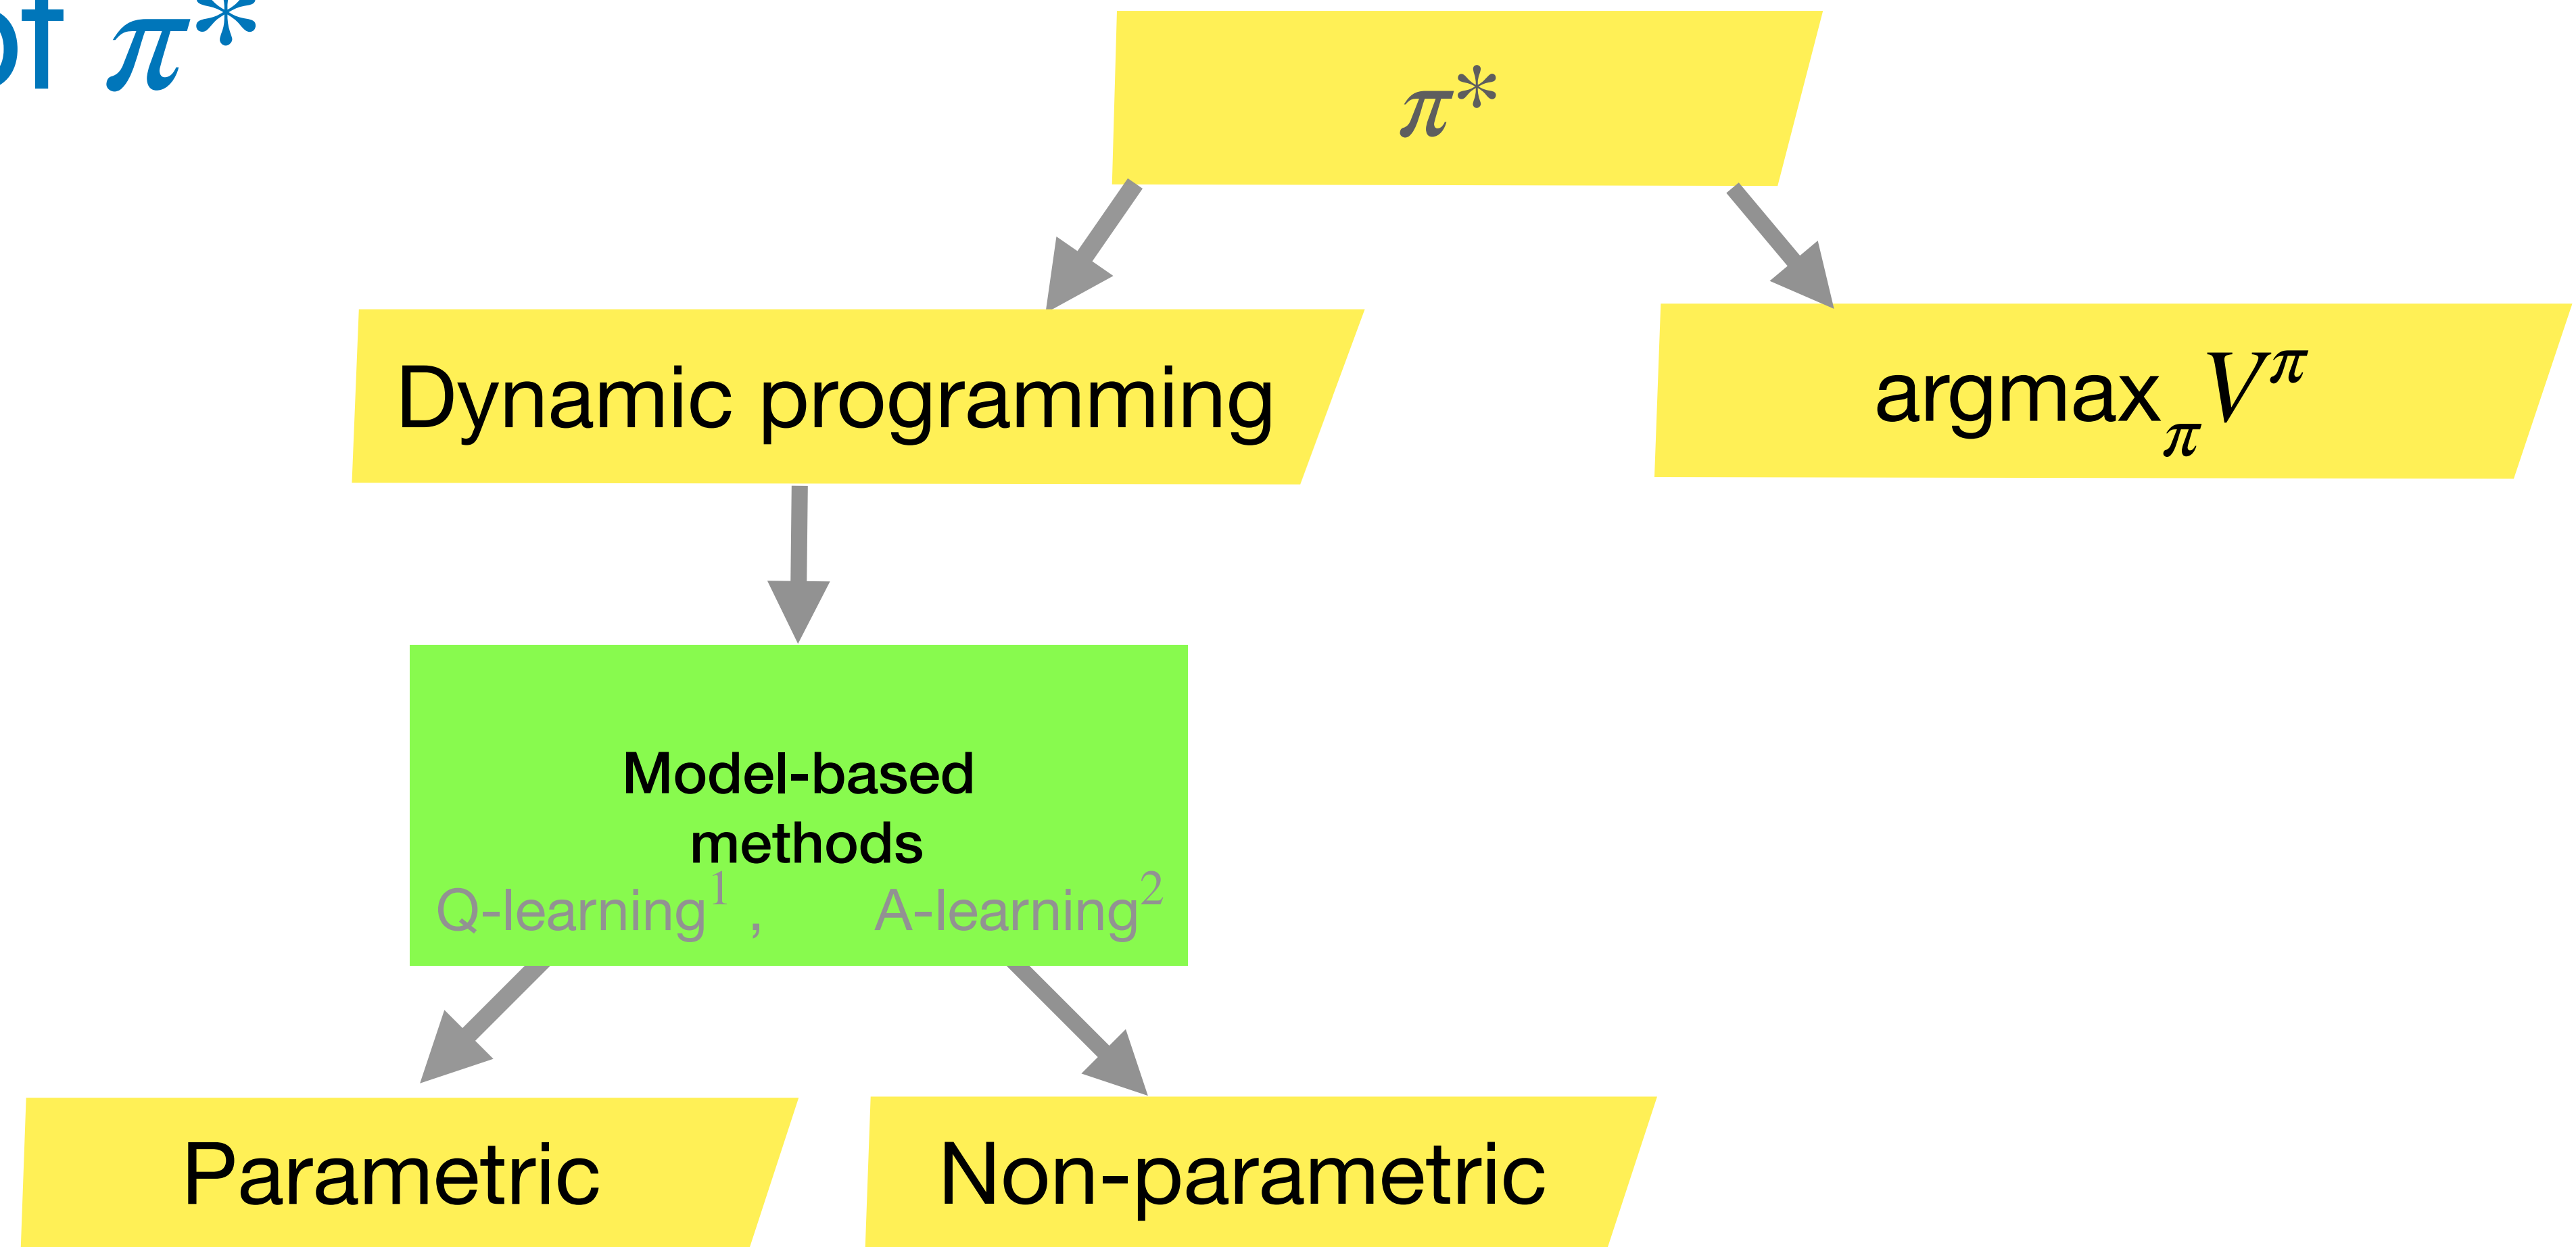 of π*
π*
Dynamic programming
argmax_π V^π
Model-based
methods
Q-learning¹ , A-learning²
Parametric
Non-parametric